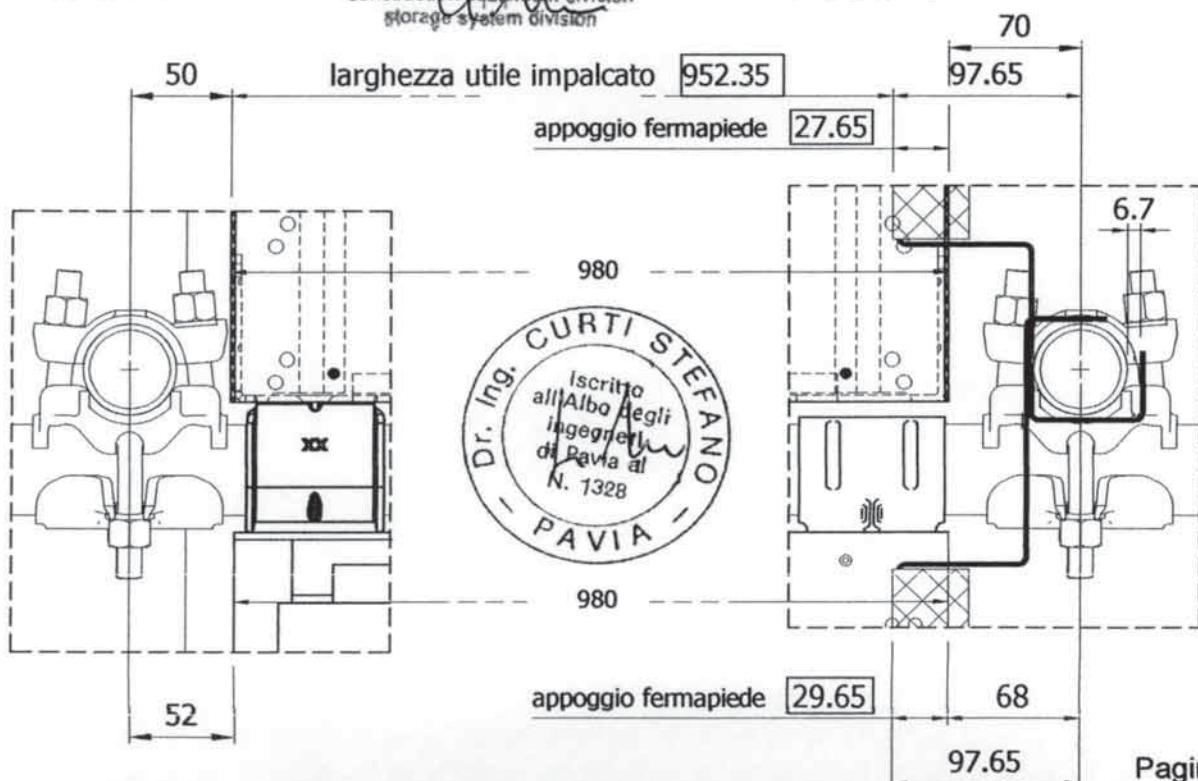 storage system division
70
50
larghezza utile impalcato 952.35
97.65
appoggio fermapiede 27.65
6.7
980
Dr. Ing. CURTI STEFANO
Iscritto
all'Albo degli
ingegneri
di Pavia al
N. 1328
PAVIA
XX
980
appoggio fermapiede 29.65
68
52
97.65
Pagin